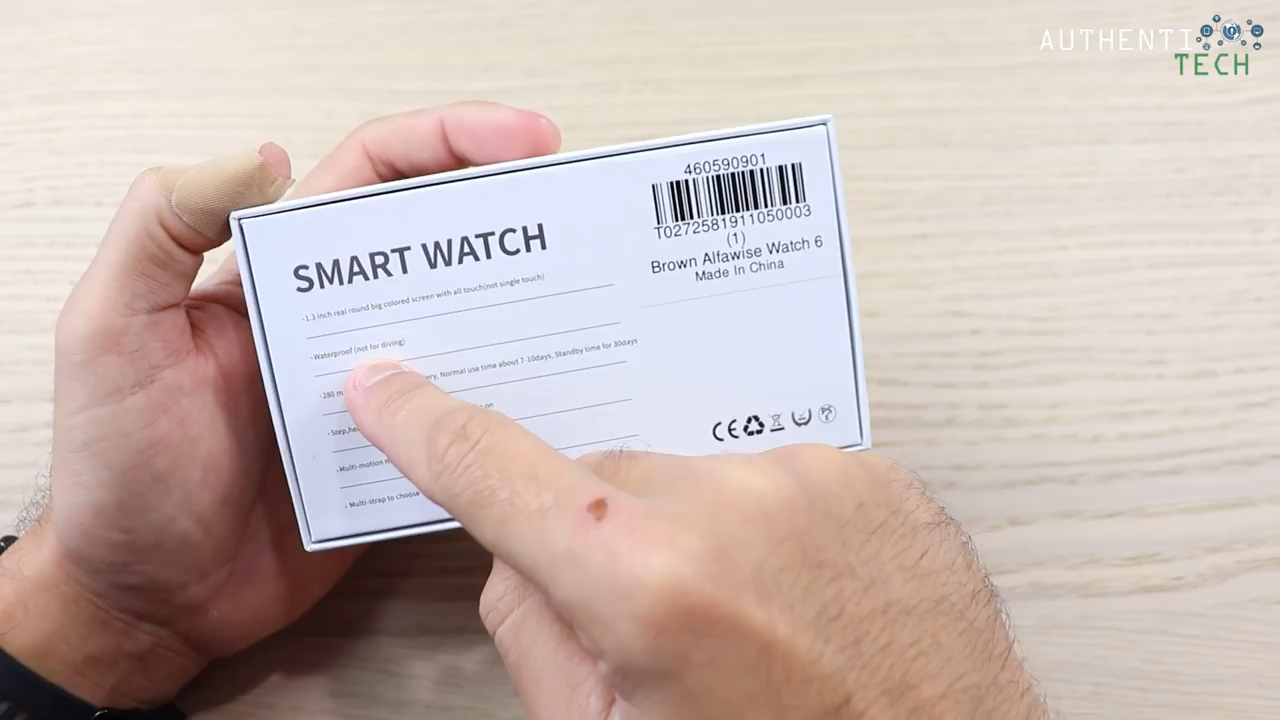 AUTHENTI
TECH
SMART WATCH
·1.3 inch real round big colored screen with all touch(not single touch)
·Waterproof (not for diving)
·280 m ery, Normal use time about 7-10days, Standby time for 30days
·Step,he on
·Multi-motion m
·Multi-strap to choose
460590901
T0272581911050003
(1)
Brown Alfawise Watch 6
Made In China
CE